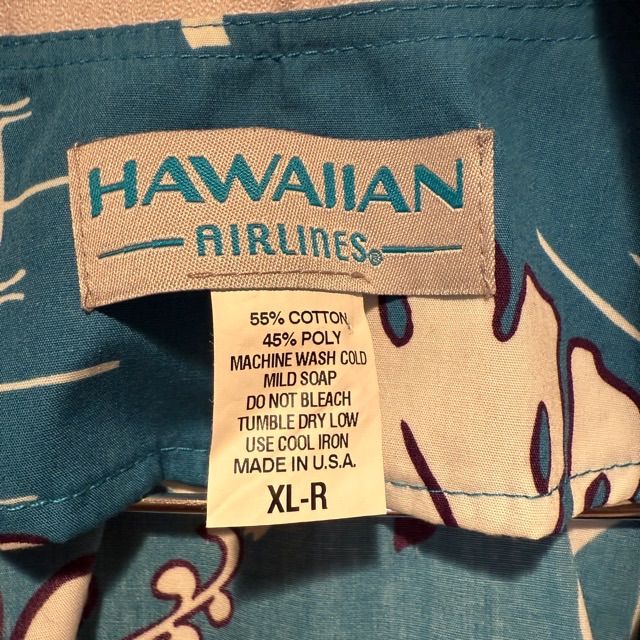 HAWAIIAN
AIRLINES®
55% COTTON
45% POLY
MACHINE WASH COLD
MILD SOAP
DO NOT BLEACH
TUMBLE DRY LOW
USE COOL IRON
MADE IN U.S.A.
XL-R